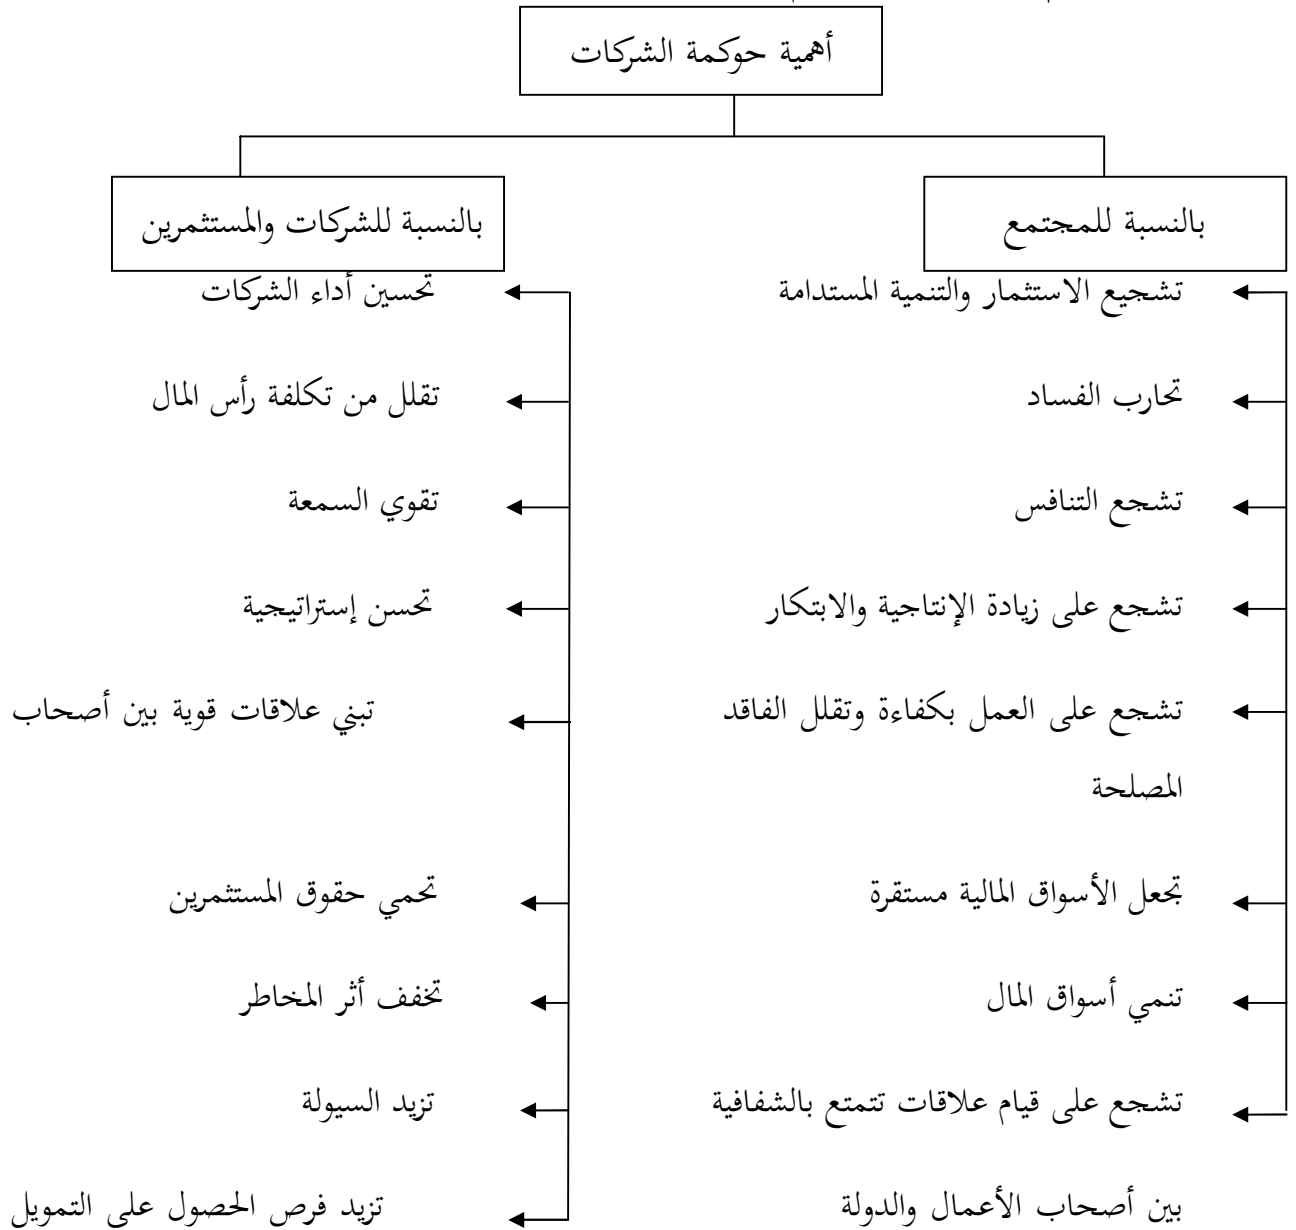 أهمية حوكمة الشركات
بالنسبة للمجتمع
بالنسبة للشركات والمستثمرين
تشجيع الاستثمار والتنمية المستدامة
تحسين أداء الشركات
تحارب الفساد
تقلل من تكلفة رأس المال
تشجع التنافس
تقوي السمعة
تشجع على زيادة الإنتاجية والابتكار
تحسن إستراتيجية
تشجع على العمل بكفاءة وتقلل الفاقد
تبني علاقات قوية بين أصحاب
المصلحة
تجعل الأسواق المالية مستقرة
تحمي حقوق المستثمرين
تنمي أسواق المال
تخفف أثر المخاطر
تشجع على قيام علاقات تتمتع بالشفافية
تزيد السيولة
بين أصحاب الأعمال والدولة
تزيد فرص الحصول على التمويل